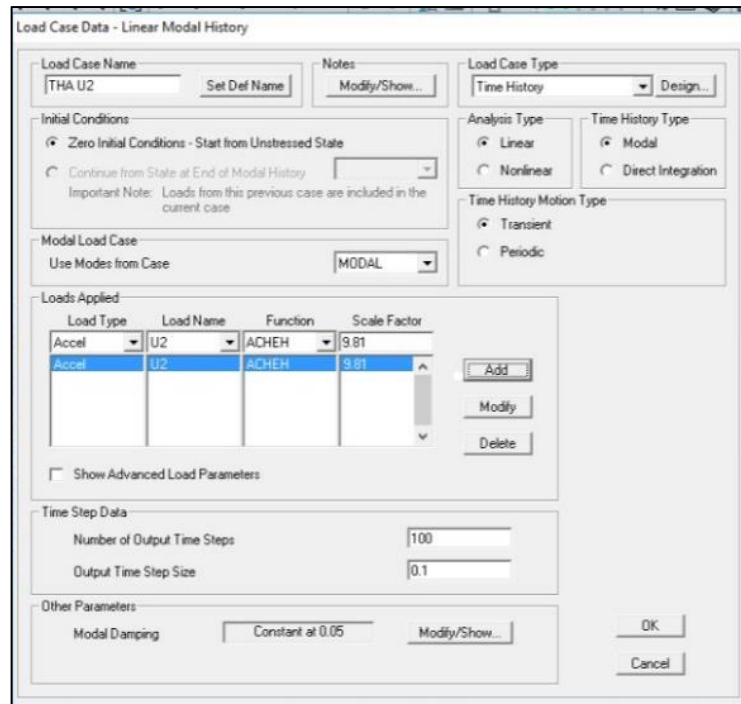 Load Case Data - Linear Modal History
Load Case Name
THA U2
Set Def Name
Notes
Modify/Show...
Load Case Type
Time History
Design...
Initial Conditions
Zero Initial Conditions - Start from Unstressed State
Continue from State at End of Modal History
Important Note: Loads from this previous case are included in the
current case
Analysis Type
Linear
Nonlinear
Time History Type
Modal
Direct Integration
Time History Motion Type
Transient
Periodic
Modal Load Case
Use Modes from Case
MODAL
Loads Applied
Load Type Load Name Function Scale Factor
Accel U2 ACHEH 9.81
Accel U2 ACHEH 9.81
Add
Modify
Delete
Show Advanced Load Parameters
Time Step Data
Number of Output Time Steps 100
Output Time Step Size 0.1
Other Parameters
Modal Damping Constant at 0.05 Modify/Show...
OK
Cancel